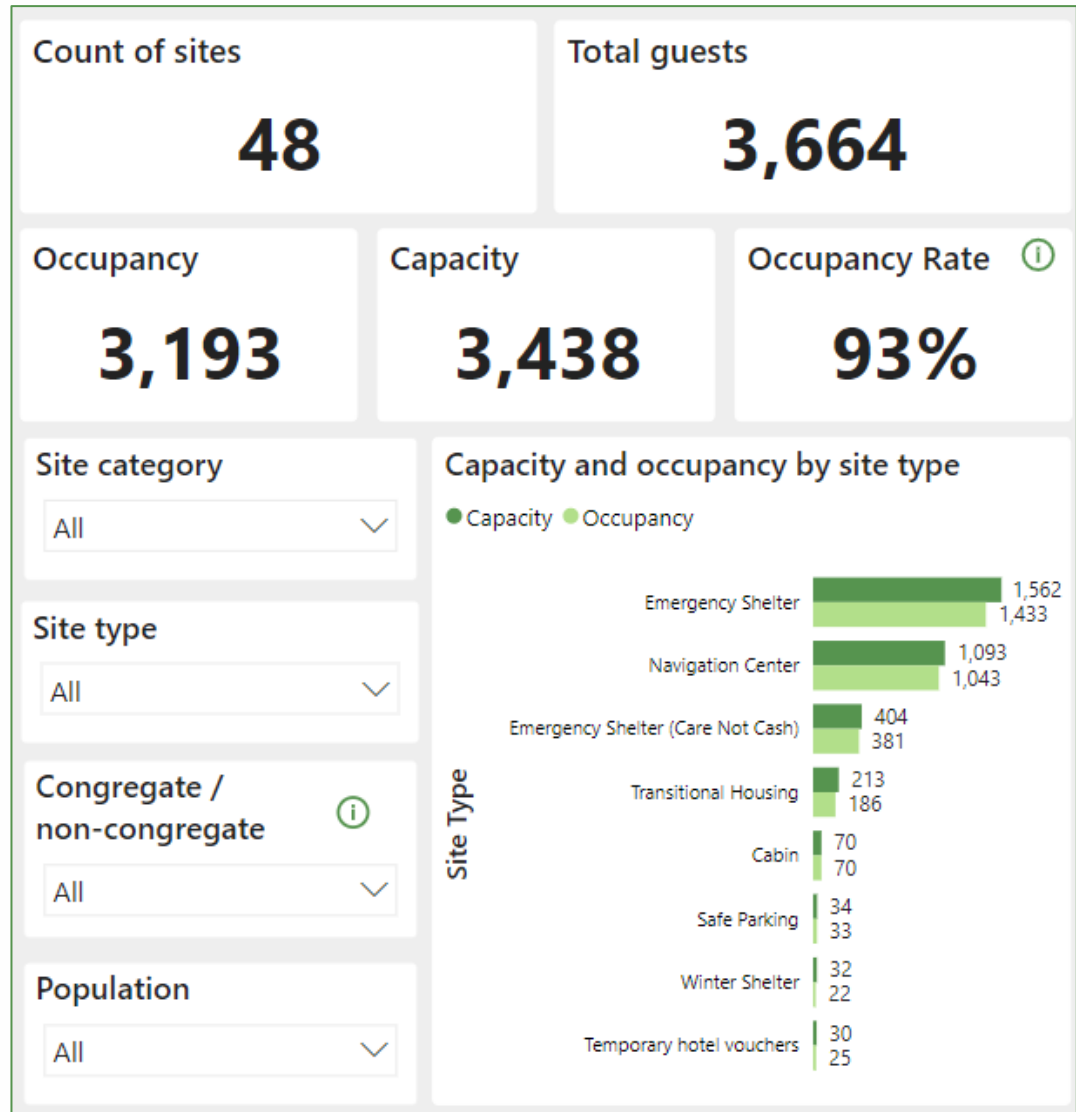 Count of sites
48
Total guests
3,664
Occupancy
3,193
Capacity
3,438
Occupancy Rate
93%
Site category
All
Site type
All
Congregate /
non-congregate
All
Population
All
Capacity and occupancy by site type
Capacity Occupancy
Site Type
Emergency Shelter 1,562
1,433
Navigation Center 1,093
1,043
Emergency Shelter (Care Not Cash) 404
381
Transitional Housing 213
186
Cabin 70
70
Safe Parking 34
33
Winter Shelter 32
22
Temporary hotel vouchers 30
25